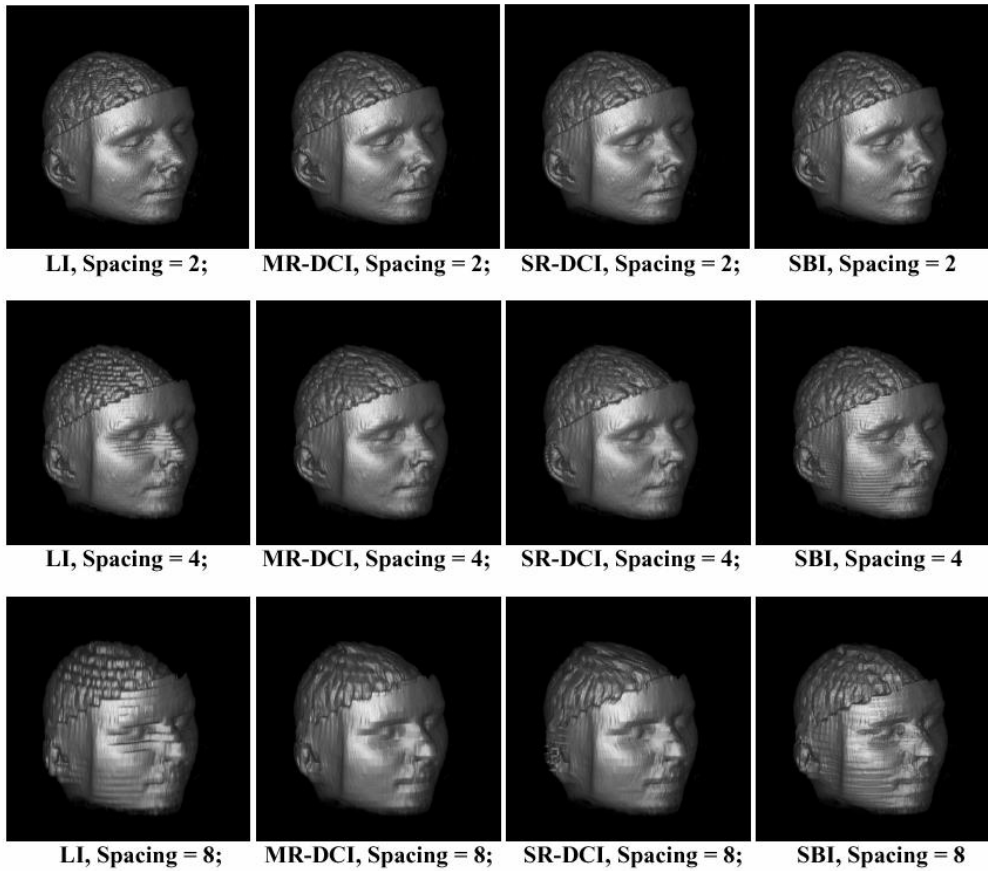 LI, Spacing = 2; MR-DCI, Spacing = 2; SR-DCI, Spacing = 2; SBI, Spacing = 2
LI, Spacing = 4; MR-DCI, Spacing = 4; SR-DCI, Spacing = 4; SBI, Spacing = 4
LI, Spacing = 8; MR-DCI, Spacing = 8; SR-DCI, Spacing = 8; SBI, Spacing = 8